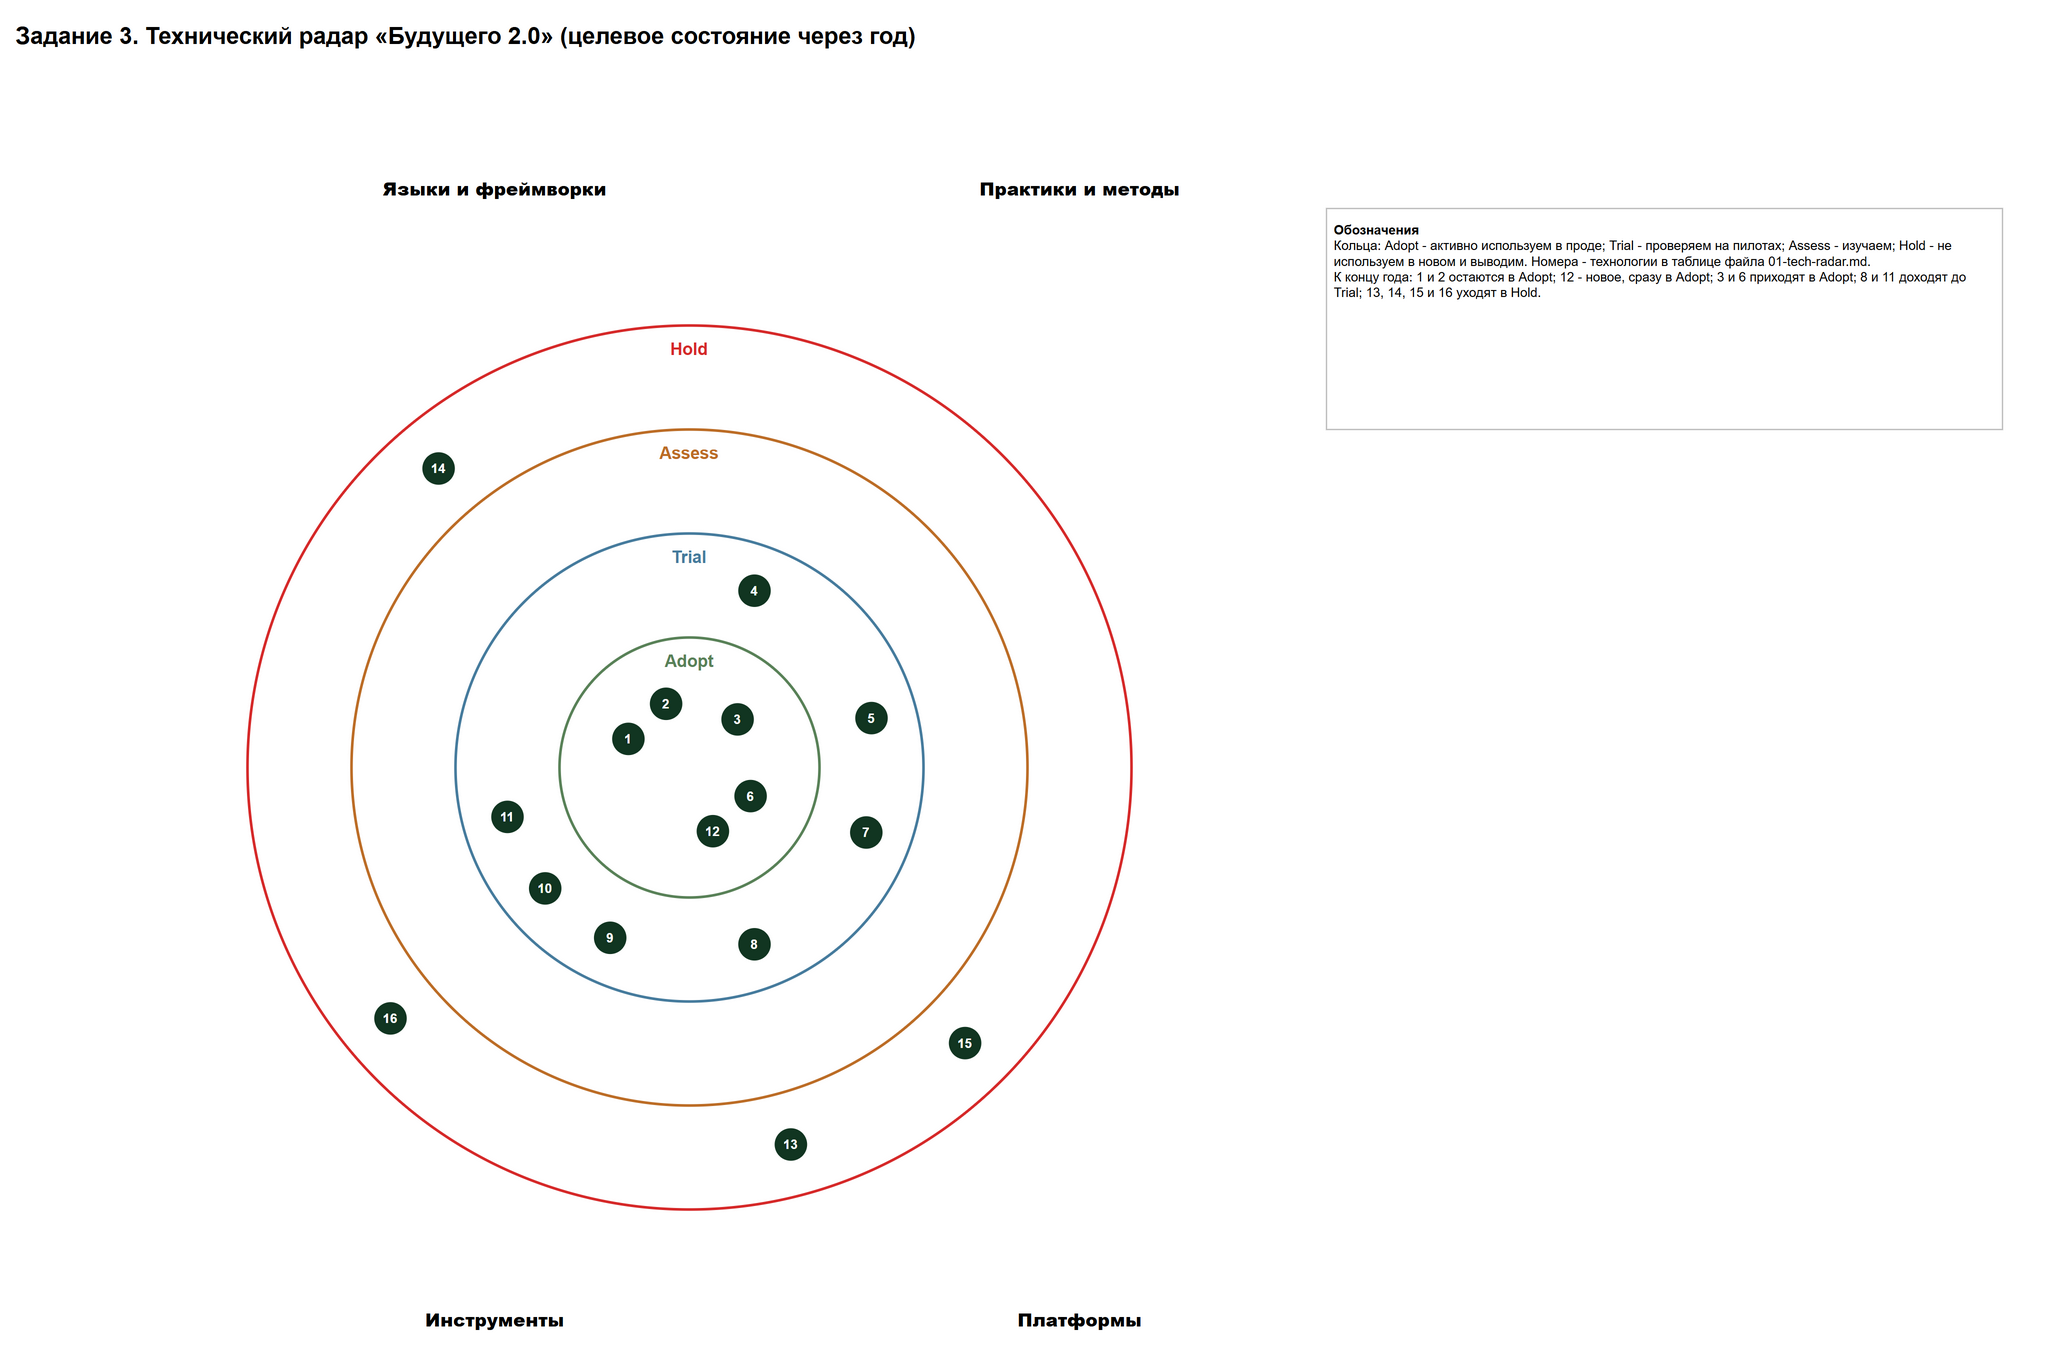 Задание 3. Технический радар «Будущего 2.0» (целевое состояние через год)
Языки и фреймворки
Практики и методы
Обозначения
Кольца: Adopt - активно используем в проде; Trial - проверяем на пилотах; Assess - изучаем; Hold - не
используем в новом и выводим. Номера - технологии в таблице файла 01-tech-radar.md.
К концу года: 1 и 2 остаются в Adopt; 12 - новое, сразу в Adopt; 3 и 6 приходят в Adopt; 8 и 11 доходят до
Trial; 13, 14, 15 и 16 уходят в Hold.
Hold
Assess
14
Trial
4
Adopt
2
3
5
1
6
11
12
7
10
9
8
16
15
13
Инструменты
Платформы